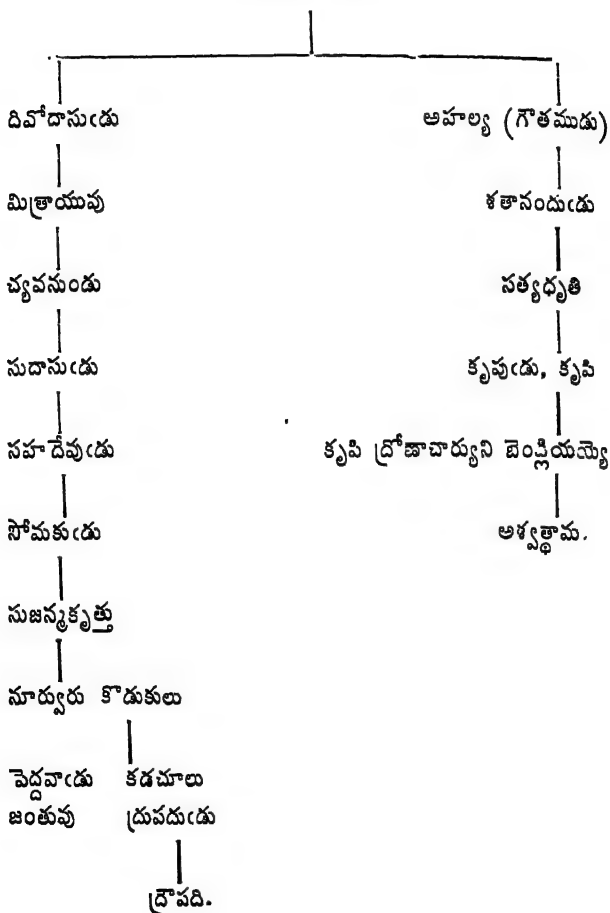 దివోదాసుఁడు అహల్య (గౌతముడు)
మిత్రాయువు శతానందుఁడు
చ్యవనుండు సత్యధృతి
సుదాసుఁడు కృపుఁడు, కృపి
సహదేవుఁడు కృపి ద్రోణాచార్యుని బెండ్లియయ్యె
సోమకుఁడు అశ్వత్థామ.
సుజన్మకృత్తు
నూర్వురు కొడుకులు
పెద్దవాఁడు కడచూలు
జంతువు ద్రుపదుఁడు
ద్రౌపది.